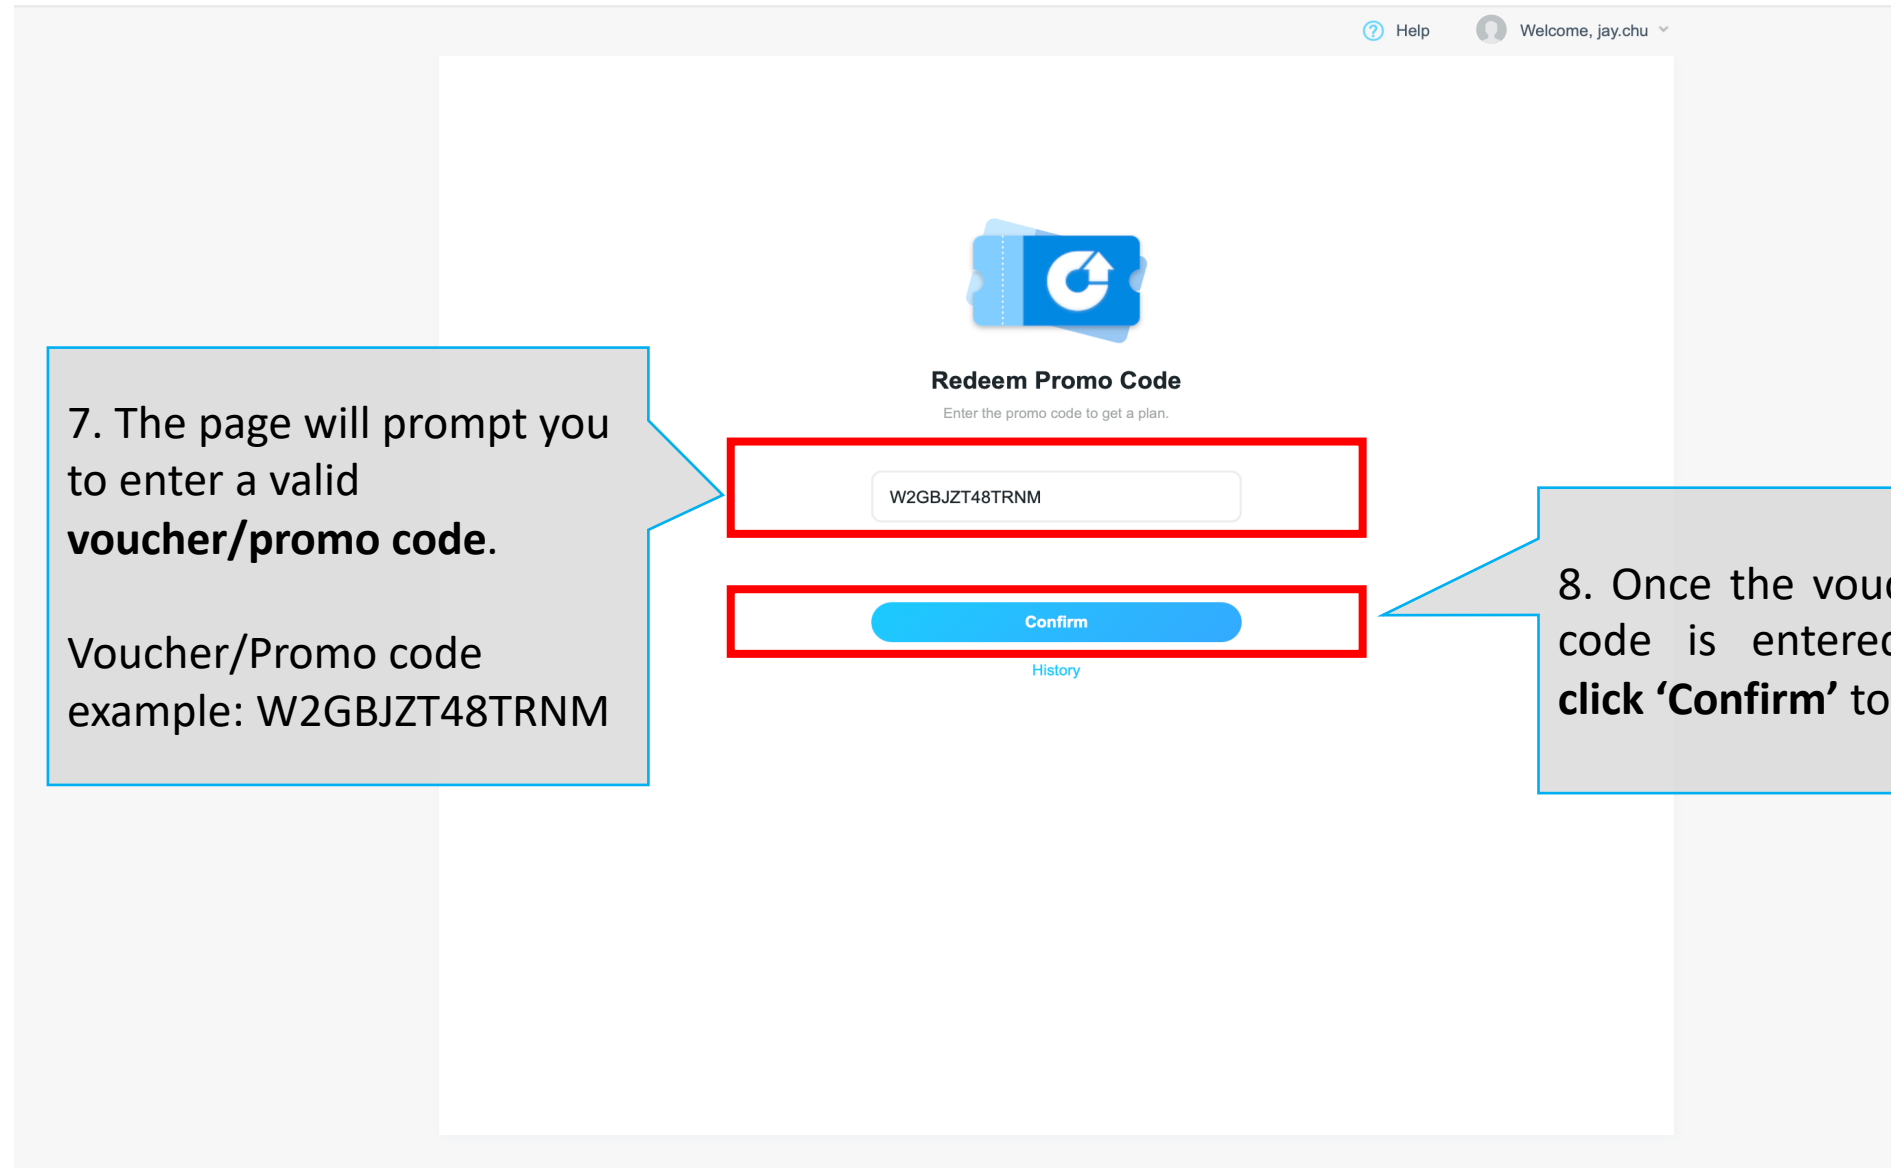 Help
Welcome, jay.chu
Redeem Promo Code
Enter the promo code to get a plan.
W2GBJZT48TRNM
Confirm
History
7. The page will prompt you
to enter a valid
voucher/promo code.
Voucher/Promo code
example: W2GBJZT48TRNM
8. Once the
code is
click ‘Confirm’ to